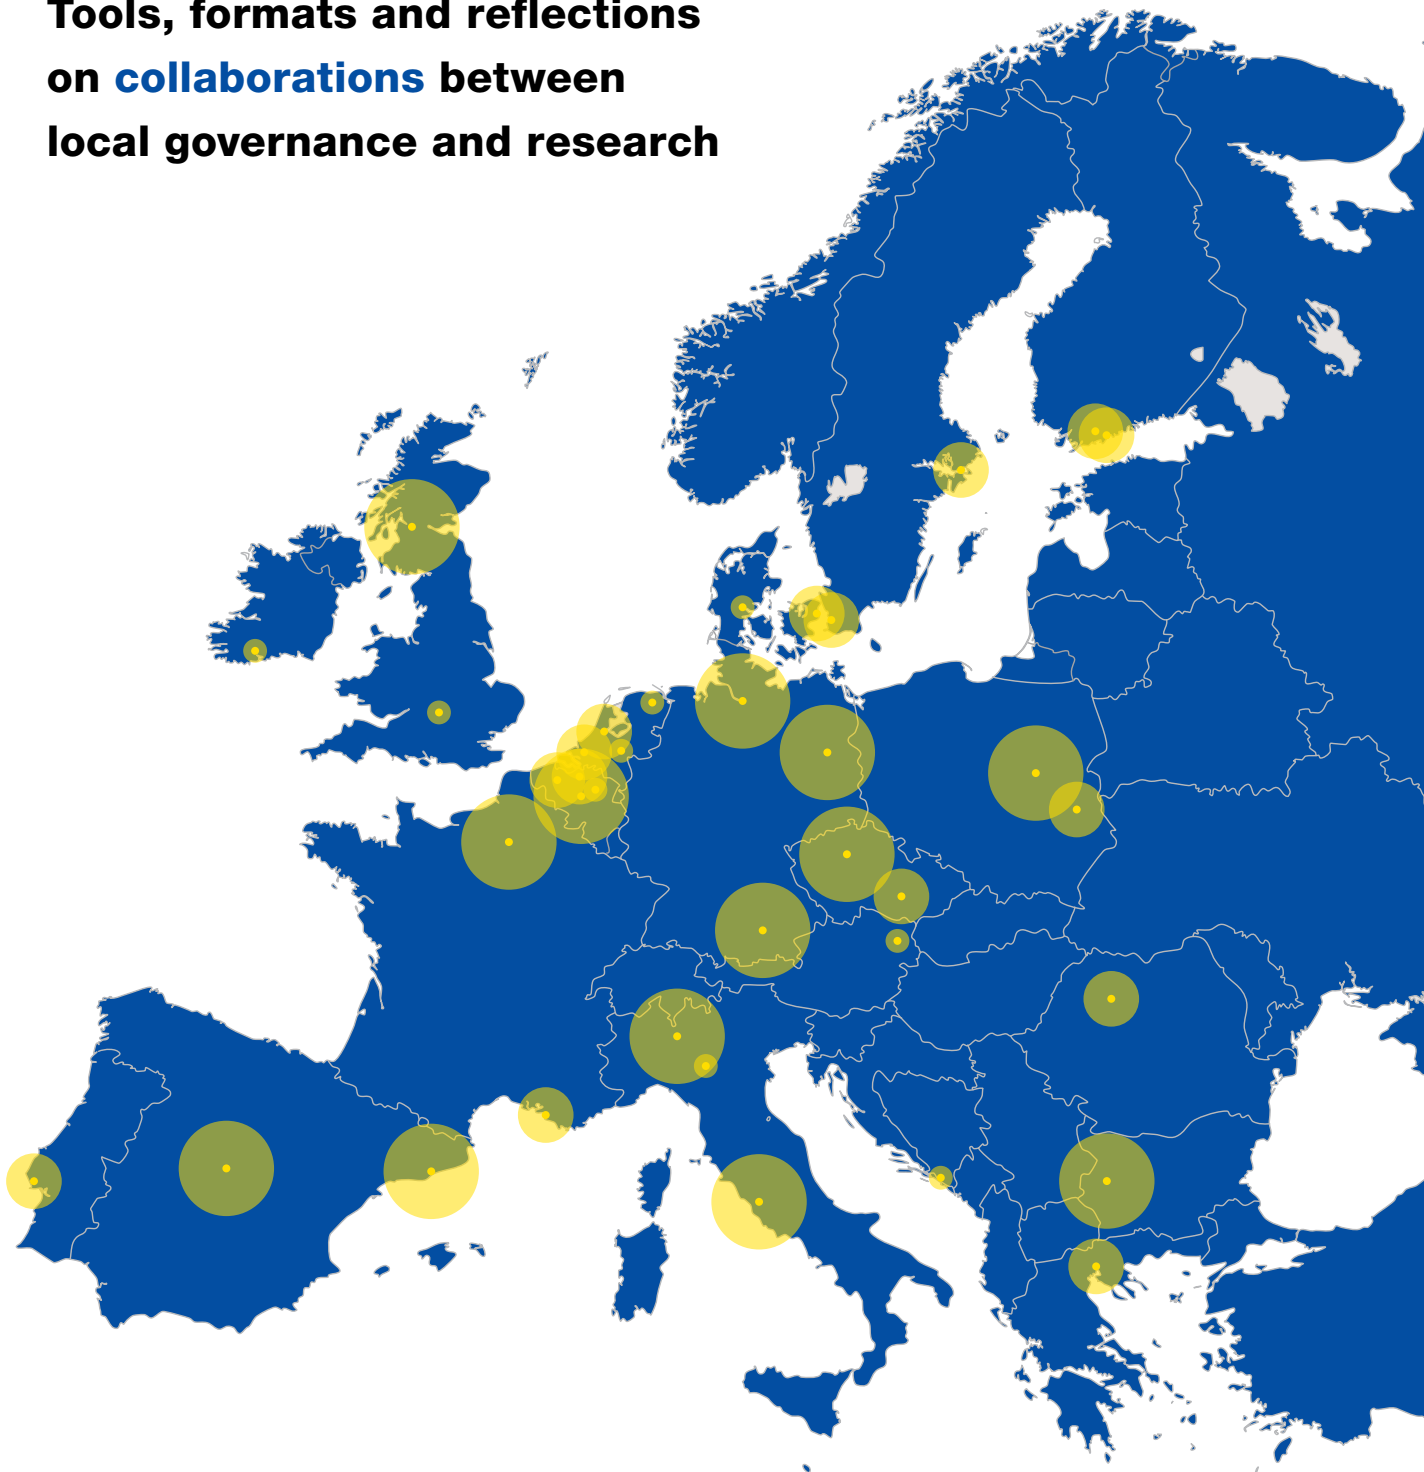 Tools, formats and reflections
on collaborations between
local governance and research